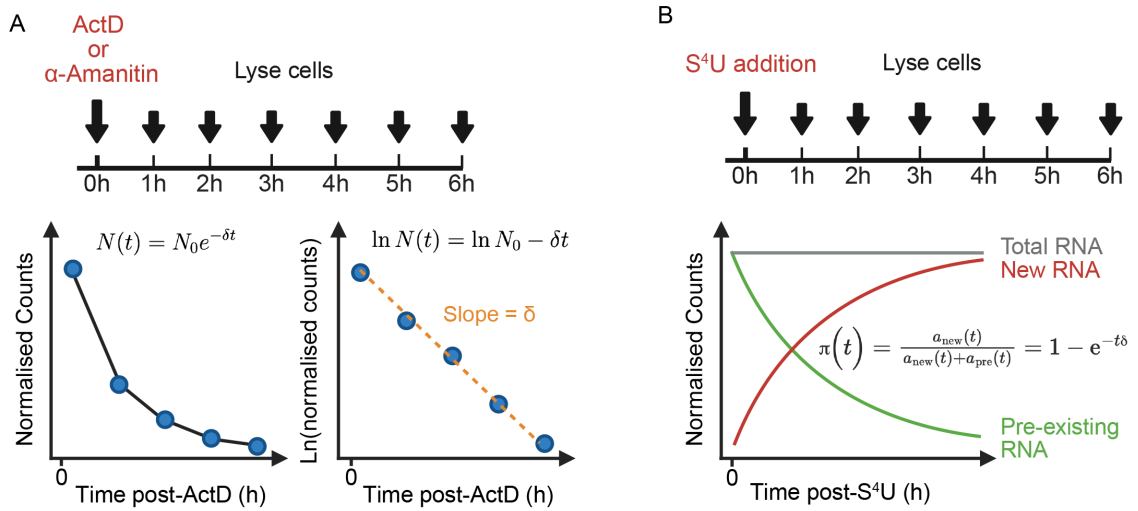 A
ActD
or
α-Amanitin
Lyse cells
0h 1h 2h 3h 4h 5h 6h
Normalised Counts
N(t) = N₀e^{-δt}
0
Time post-ActD (h)
Ln(normalised counts)
ln N(t) = ln N₀ − δt
Slope = δ
0
Time post-ActD (h)
B
S⁴U addition
Lyse cells
0h 1h 2h 3h 4h 5h 6h
Normalised Counts
Total RNA
New RNA
π(t) = a_new(t) / a_new(t)+a_pre(t) = 1 − e^{−tδ}
Pre-existing
RNA
0
Time post-S⁴U (h)